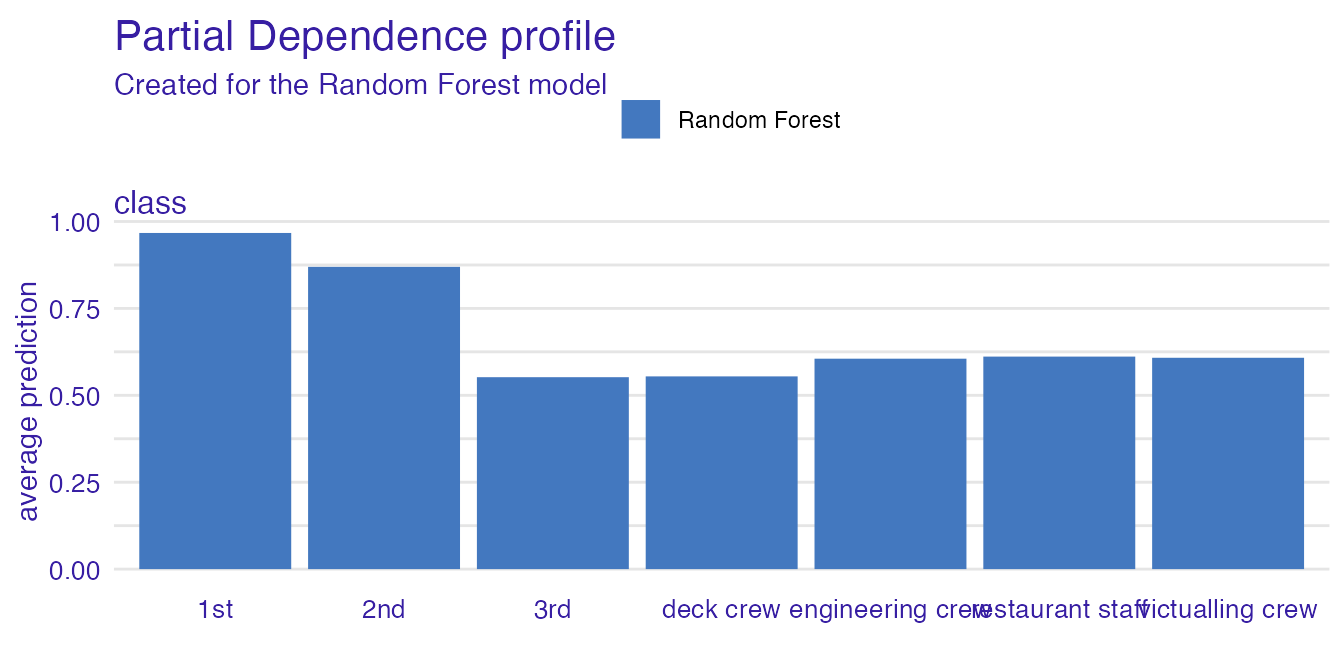 Partial Dependence profile
Created for the Random Forest model
Random Forest
class
average prediction
1.00
0.75
0.50
0.25
0.00
1st 2nd 3rd deck crew engineering crew restaurant staff victualling crew